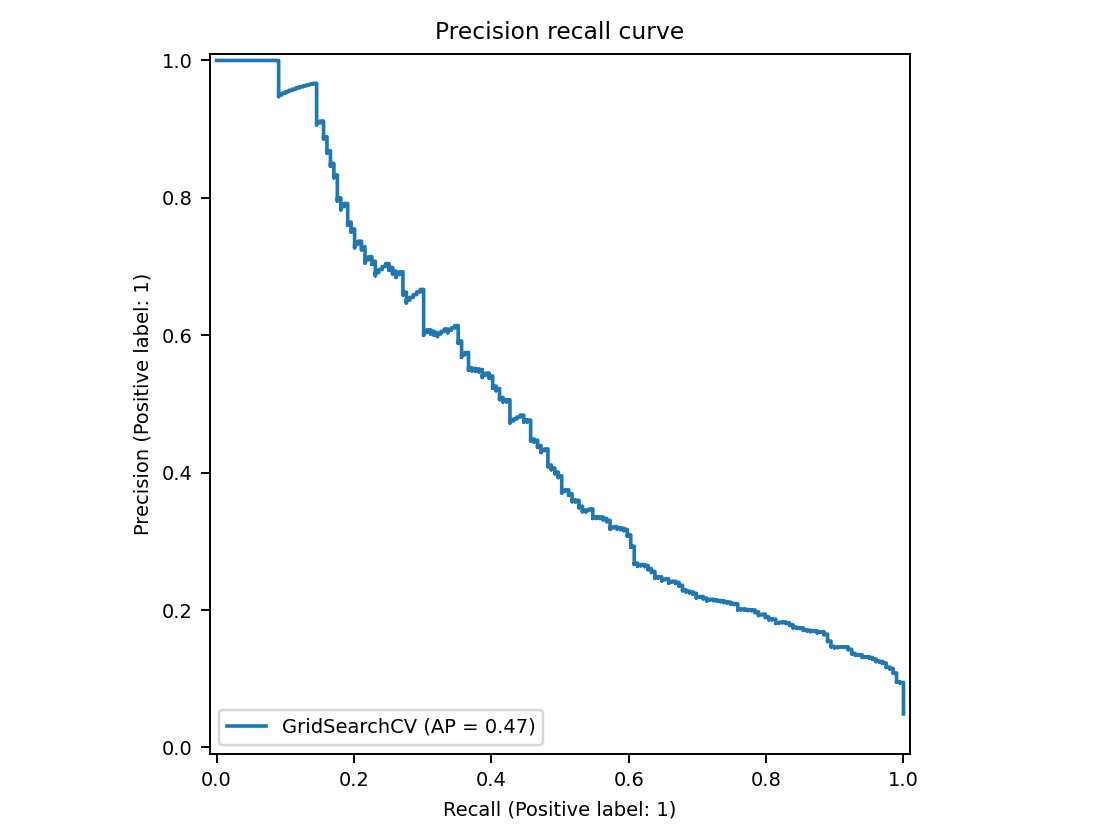 Precision recall curve
1.0
0.8
0.6
0.4
0.2
0.0
Precision (Positive label: 1)
GridSearchCV (AP = 0.47)
0.0 0.2 0.4 0.6 0.8 1.0
Recall (Positive label: 1)